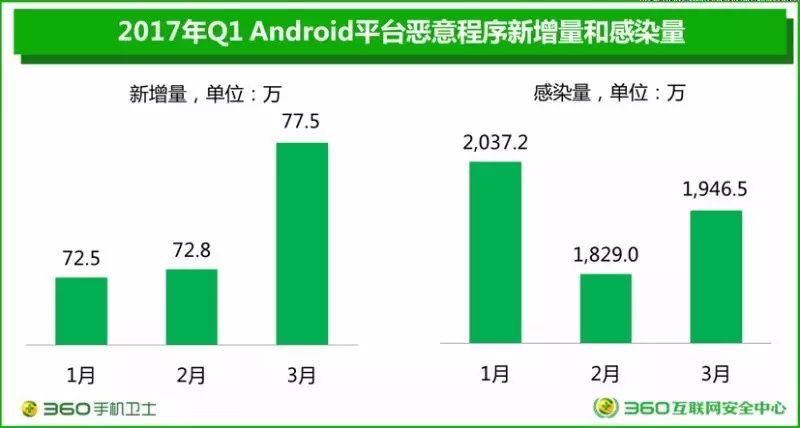 2017年Q1 Android平台恶意程序新增量和感染量
新增量，单位：万
72.5
72.8
77.5
1月
2月
3月
感染量，单位：万
2,037.2
1,829.0
1,946.5
1月
2月
3月
360手机卫士
360互联网安全中心